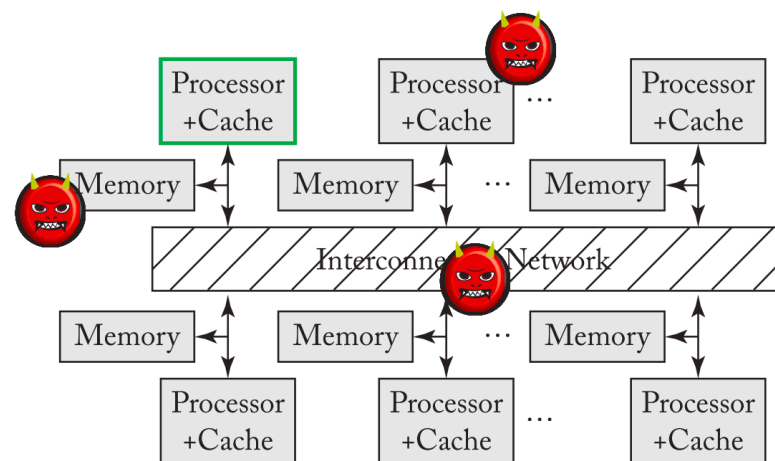 Processor
+Cache
Processor
+Cache
...
Processor
+Cache
Memory
Memory
...
Memory
Interconne Network
Memory
Memory
...
Memory
Processor
+Cache
Processor
+Cache
...
Processor
+Cache